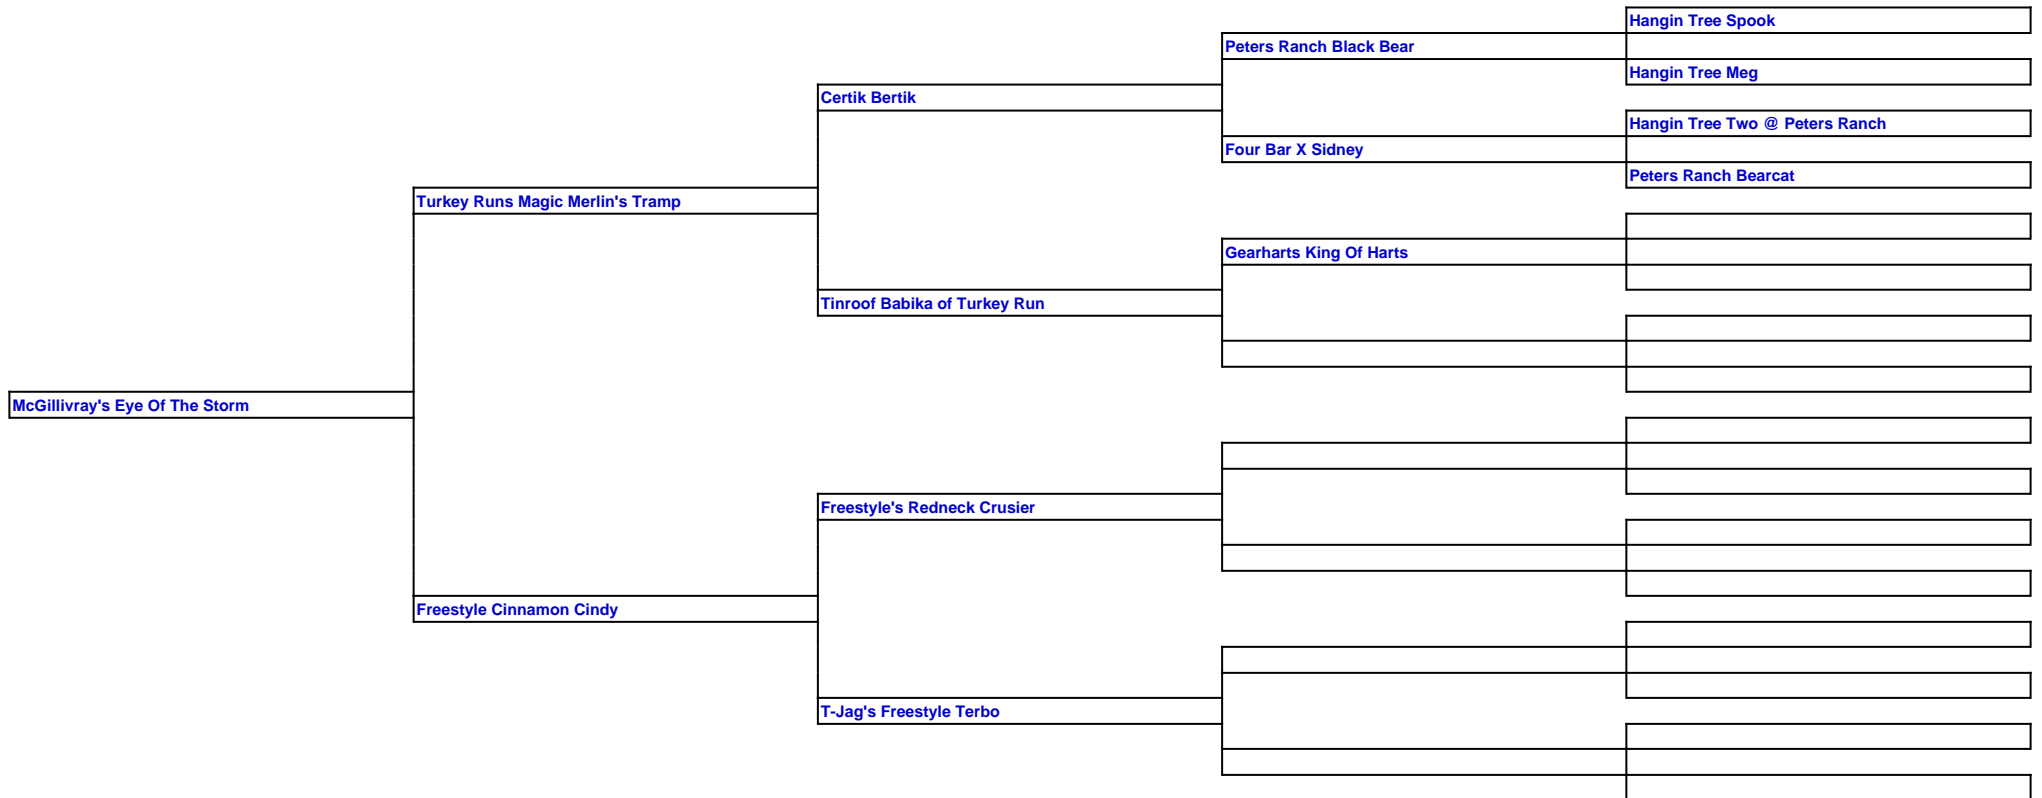 Hangin Tree Spook
Peters Ranch Black Bear
Hangin Tree Meg
Certik Bertik
Hangin Tree Two @ Peters Ranch
Four Bar X Sidney
Peters Ranch Bearcat
Turkey Runs Magic Merlin's Tramp
Gearharts King Of Harts
Tinroof Babika of Turkey Run
McGillivray's Eye Of The Storm
Freestyle's Redneck Crusier
Freestyle Cinnamon Cindy
T-Jag's Freestyle Terbo